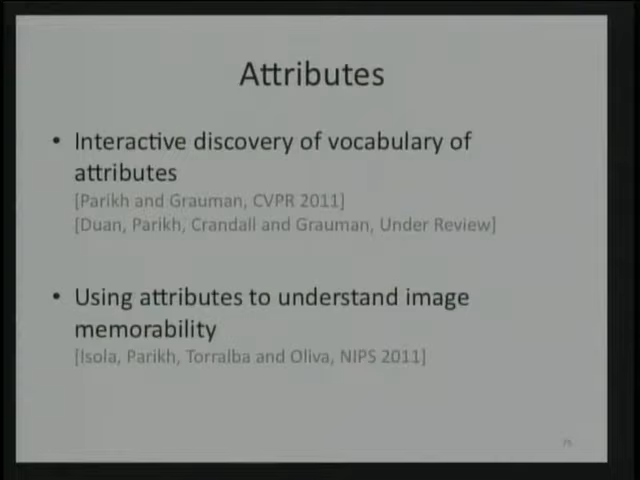 Attributes
• Interactive discovery of vocabulary of
attributes
[Parikh and Grauman, CVPR 2011]
[Duan, Parikh, Crandall and Grauman, Under Review]
• Using attributes to understand image
memorability
[Isola, Parikh, Torralba and Oliva, NIPS 2011]